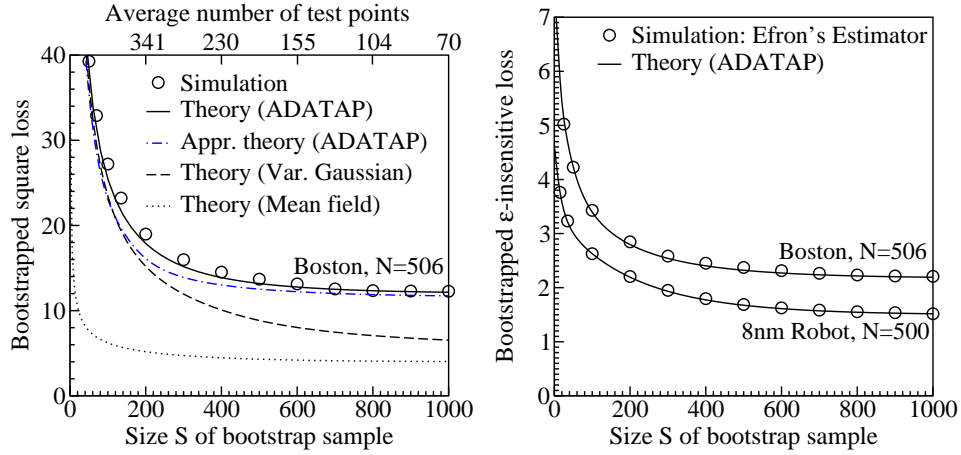 Average number of test points
341 230 155 104 70
40
30
20
10
0
Bootstrapped square loss
Simulation
Theory (ADATAP)
Appr. theory (ADATAP)
Theory (Var. Gaussian)
Theory (Mean field)
Boston, N=506
0 200 400 600 800 1000
Size S of bootstrap sample
7
6
5
4
3
2
1
0
Bootstrapped ε-insensitive loss
Simulation: Efron's Estimator
Theory (ADATAP)
Boston, N=506
8nm Robot, N=500
0 200 400 600 800 1000
Size S of bootstrap sample